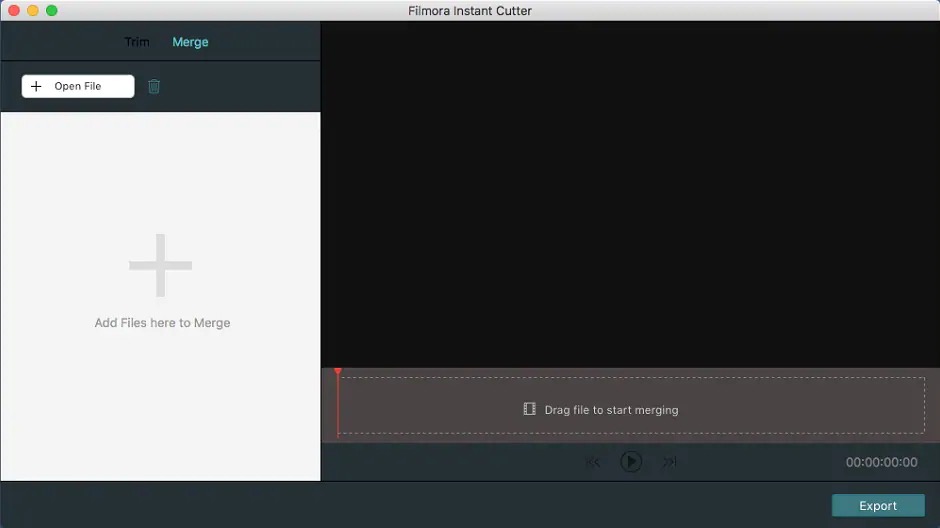 Filmora Instant Cutter
Trim Merge
Open File
Add Files here to Merge
Drag file to start merging
00:00:00:00
Export